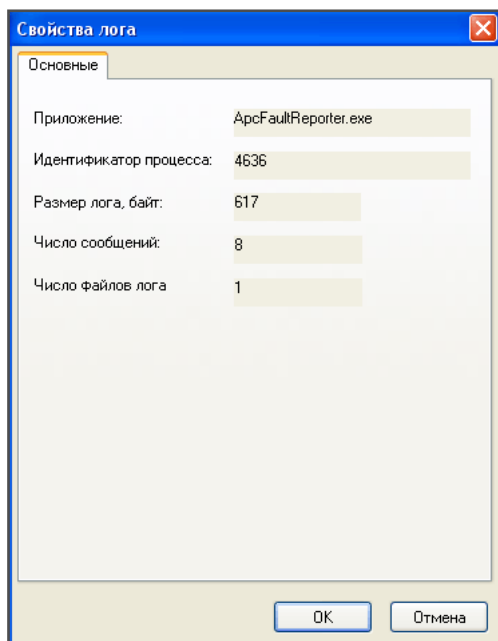 Свойства лога
Основные
Приложение: ApcFaultReporter.exe
Идентификатор процесса: 4636
Размер лога, байт: 617
Число сообщений: 8
Число файлов лога 1
OK Отмена